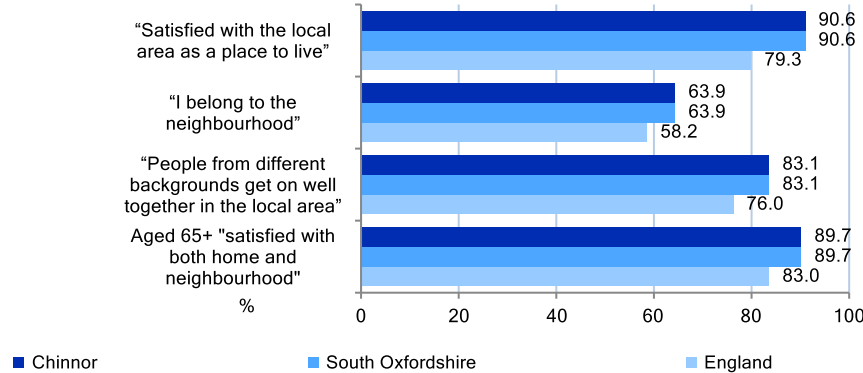 “Satisfied with the local
area as a place to live”
90.6
90.6
79.3
“I belong to the
neighbourhood”
63.9
63.9
58.2
“People from different
backgrounds get on well
together in the local area”
83.1
83.1
76.0
Aged 65+ "satisfied with
both home and
neighbourhood"
89.7
89.7
83.0
%
0 20 40 60 80 100
Chinnor South Oxfordshire England